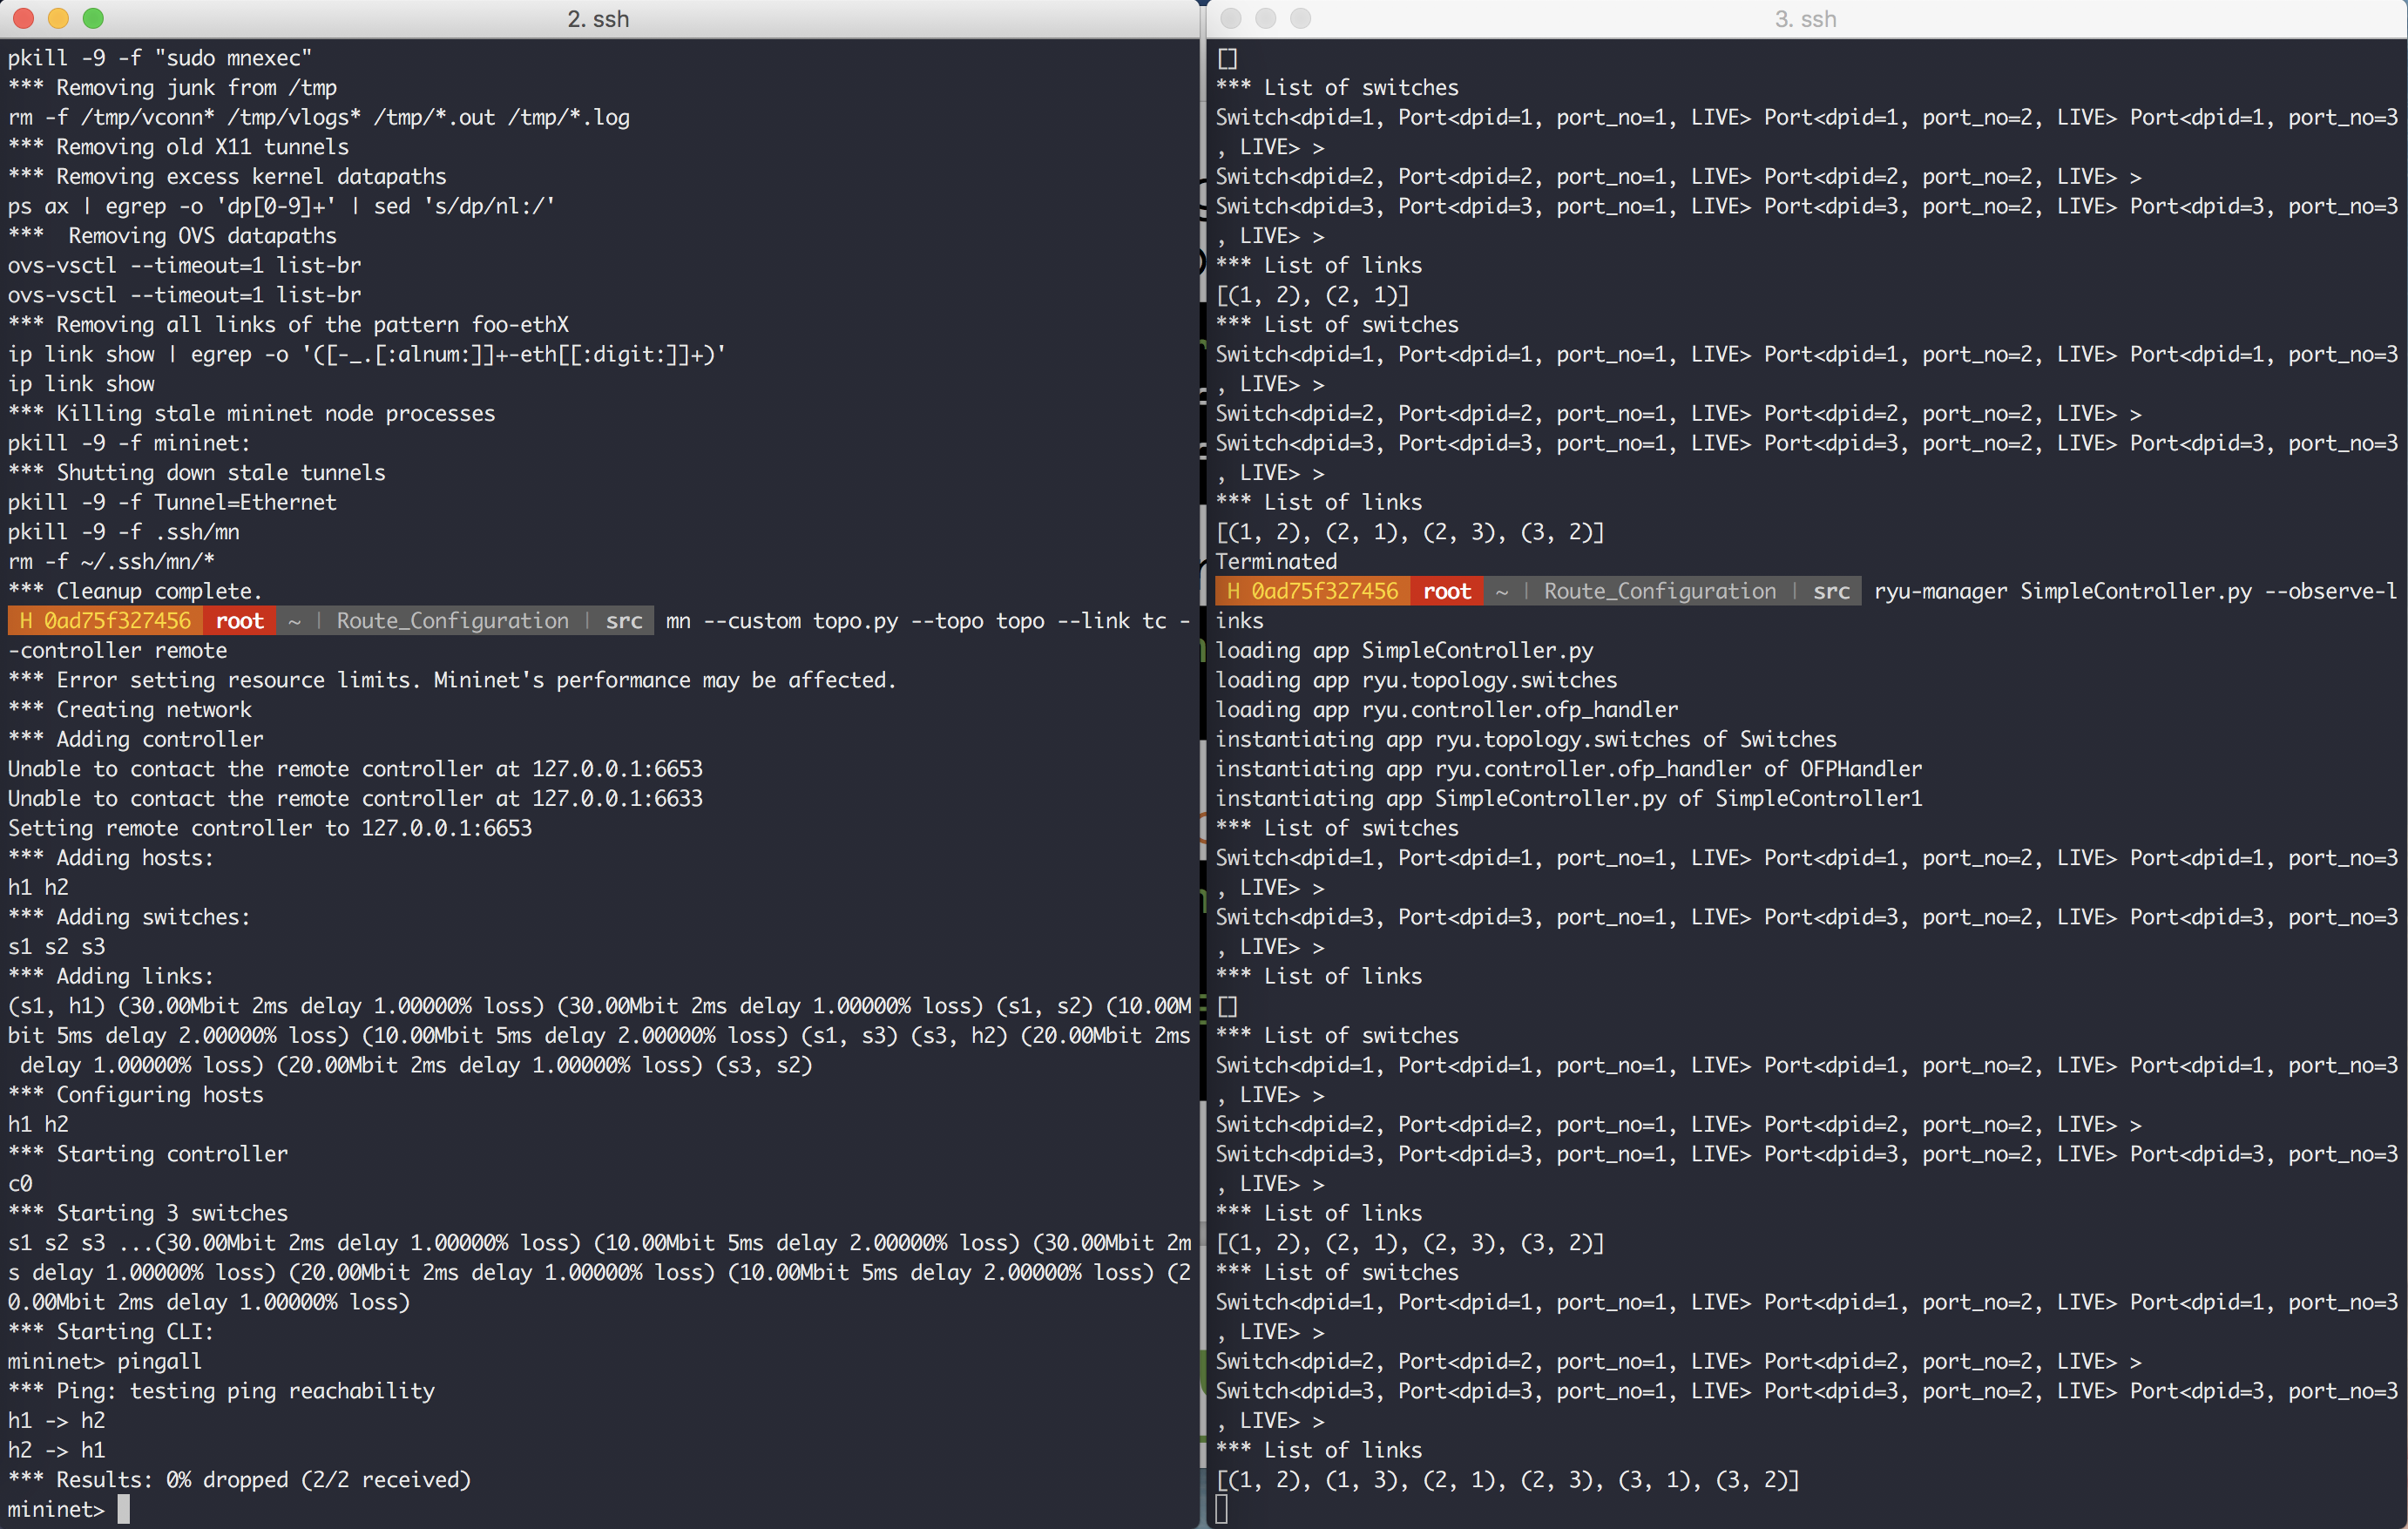 2. ssh
pkill -9 -f "sudo mnexec"
*** Removing junk from /tmp
rm -f /tmp/vconn* /tmp/vlogs* /tmp/*.out /tmp/*.log
*** Removing old X11 tunnels
*** Removing excess kernel datapaths
ps ax | egrep -o 'dp[0-9]+' | sed 's/dp/nl:/'
***  Removing OVS datapaths
ovs-vsctl --timeout=1 list-br
ovs-vsctl --timeout=1 list-br
*** Removing all links of the pattern foo-ethX
ip link show | egrep -o '([-_.[:alnum:]]+-eth[[:digit:]]+)'
ip link show
*** Killing stale mininet node processes
pkill -9 -f mininet:
*** Shutting down stale tunnels
pkill -9 -f Tunnel=Ethernet
pkill -9 -f .ssh/mn
rm -f ~/.ssh/mn/*
*** Cleanup complete.
H 0ad75f327456 root ~ | Route_Configuration | src mn --custom topo.py --topo topo --link tc -
-controller remote
*** Error setting resource limits. Mininet's performance may be affected.
*** Creating network
*** Adding controller
Unable to contact the remote controller at 127.0.0.1:6653
Unable to contact the remote controller at 127.0.0.1:6633
Setting remote controller to 127.0.0.1:6653
*** Adding hosts:
h1 h2
*** Adding switches:
s1 s2 s3
*** Adding links:
(s1, h1) (30.00Mbit 2ms delay 1.00000% loss) (30.00Mbit 2ms delay 1.00000% loss) (s1, s2) (10.00M
bit 5ms delay 2.00000% loss) (10.00Mbit 5ms delay 2.00000% loss) (s1, s3) (s3, h2) (20.00Mbit 2ms
 delay 1.00000% loss) (20.00Mbit 2ms delay 1.00000% loss) (s3, s2)
*** Configuring hosts
h1 h2
*** Starting controller
c0
*** Starting 3 switches
s1 s2 s3 ...(30.00Mbit 2ms delay 1.00000% loss) (10.00Mbit 5ms delay 2.00000% loss) (30.00Mbit 2m
s delay 1.00000% loss) (20.00Mbit 2ms delay 1.00000% loss) (10.00Mbit 5ms delay 2.00000% loss) (2
0.00Mbit 2ms delay 1.00000% loss)
*** Starting CLI:
mininet> pingall
*** Ping: testing ping reachability
h1 -> h2
h2 -> h1
*** Results: 0% dropped (2/2 received)
mininet>
3. ssh
[]
*** List of switches
Switch<dpid=1, Port<dpid=1, port_no=1, LIVE> Port<dpid=1, port_no=2, LIVE> Port<dpid=1, port_no=3
, LIVE> >
Switch<dpid=2, Port<dpid=2, port_no=1, LIVE> Port<dpid=2, port_no=2, LIVE> >
Switch<dpid=3, Port<dpid=3, port_no=1, LIVE> Port<dpid=3, port_no=2, LIVE> Port<dpid=3, port_no=3
, LIVE> >
*** List of links
[(1, 2), (2, 1)]
*** List of switches
Switch<dpid=1, Port<dpid=1, port_no=1, LIVE> Port<dpid=1, port_no=2, LIVE> Port<dpid=1, port_no=3
, LIVE> >
Switch<dpid=2, Port<dpid=2, port_no=1, LIVE> Port<dpid=2, port_no=2, LIVE> >
Switch<dpid=3, Port<dpid=3, port_no=1, LIVE> Port<dpid=3, port_no=2, LIVE> Port<dpid=3, port_no=3
, LIVE> >
*** List of links
[(1, 2), (2, 1), (2, 3), (3, 2)]
Terminated
H 0ad75f327456 root ~ | Route_Configuration | src ryu-manager SimpleController.py --observe-l
inks
loading app SimpleController.py
loading app ryu.topology.switches
loading app ryu.controller.ofp_handler
instantiating app ryu.topology.switches of Switches
instantiating app ryu.controller.ofp_handler of OFPHandler
instantiating app SimpleController.py of SimpleController1
*** List of switches
Switch<dpid=1, Port<dpid=1, port_no=1, LIVE> Port<dpid=1, port_no=2, LIVE> Port<dpid=1, port_no=3
, LIVE> >
Switch<dpid=3, Port<dpid=3, port_no=1, LIVE> Port<dpid=3, port_no=2, LIVE> Port<dpid=3, port_no=3
, LIVE> >
*** List of links
[]
*** List of switches
Switch<dpid=1, Port<dpid=1, port_no=1, LIVE> Port<dpid=1, port_no=2, LIVE> Port<dpid=1, port_no=3
, LIVE> >
Switch<dpid=2, Port<dpid=2, port_no=1, LIVE> Port<dpid=2, port_no=2, LIVE> >
Switch<dpid=3, Port<dpid=3, port_no=1, LIVE> Port<dpid=3, port_no=2, LIVE> Port<dpid=3, port_no=3
, LIVE> >
*** List of links
[(1, 2), (2, 1), (2, 3), (3, 2)]
*** List of switches
Switch<dpid=1, Port<dpid=1, port_no=1, LIVE> Port<dpid=1, port_no=2, LIVE> Port<dpid=1, port_no=3
, LIVE> >
Switch<dpid=2, Port<dpid=2, port_no=1, LIVE> Port<dpid=2, port_no=2, LIVE> >
Switch<dpid=3, Port<dpid=3, port_no=1, LIVE> Port<dpid=3, port_no=2, LIVE> Port<dpid=3, port_no=3
, LIVE> >
*** List of links
[(1, 2), (1, 3), (2, 1), (2, 3), (3, 1), (3, 2)]